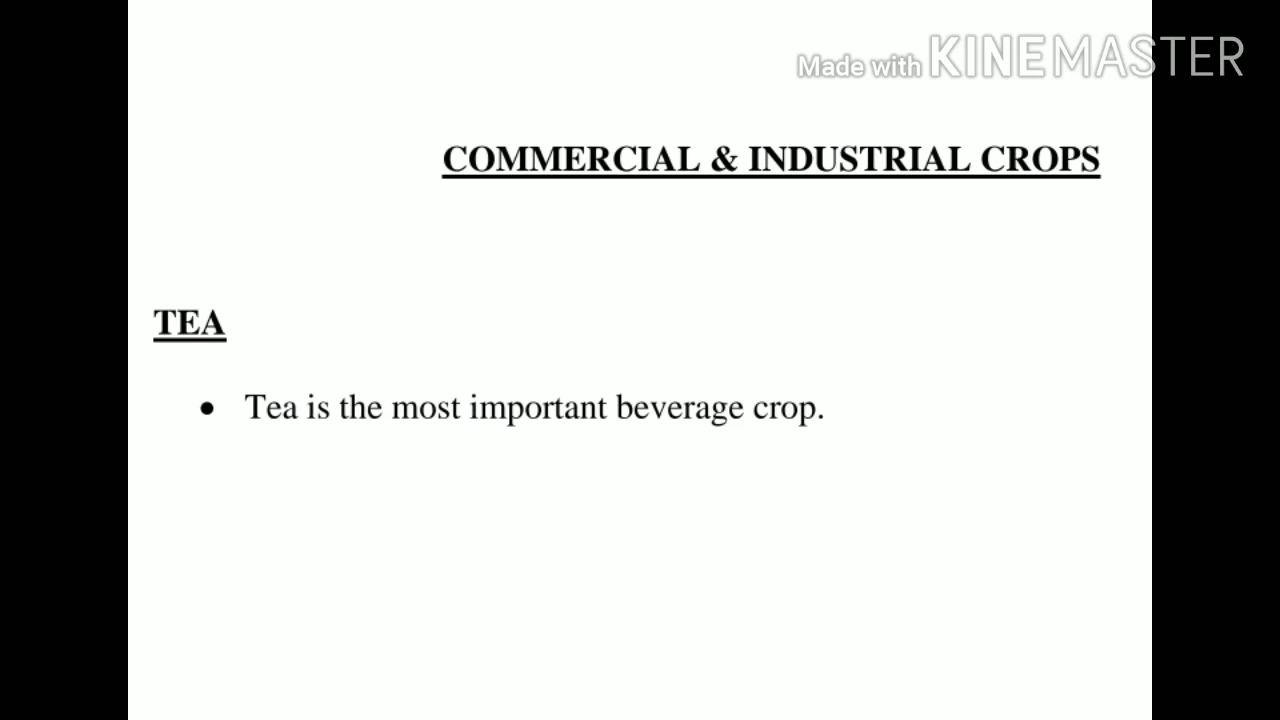 Made with KINEMASTER
COMMERCIAL & INDUSTRIAL CROPS
TEA
• Tea is the most important beverage crop.